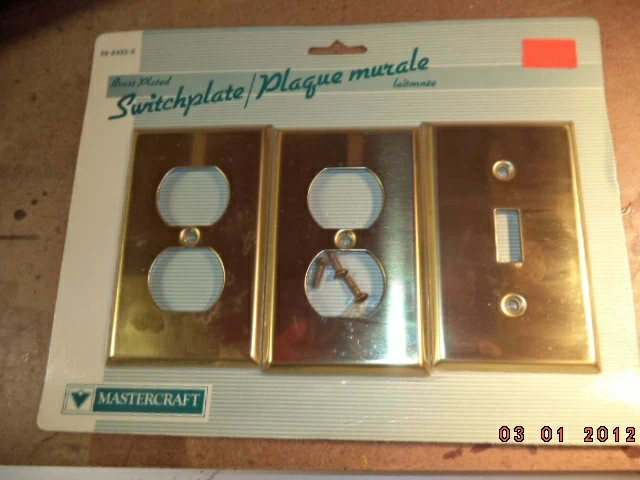 Brass Plated
Switchplate/Plaque murale
laitonnée
MASTERCRAFT
03 01 2012